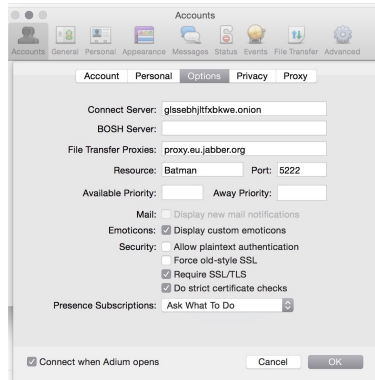 Accounts
Accounts General Personal Appearance Messages Status Events File Transfer Advanced
Account Personal Options Privacy Proxy
Connect Server: glssebhjltfxbkwe.onion
BOSH Server:
File Transfer Proxies: proxy.eu.jabber.org
Resource: Batman Port: 5222
Available Priority: Away Priority:
Mail: Display new mail notifications
Emoticons: Display custom emoticons
Security: Allow plaintext authentication
Force old-style SSL
Require SSL/TLS
Do strict certificate checks
Presence Subscriptions: Ask What To Do
Connect when Adium opens Cancel OK